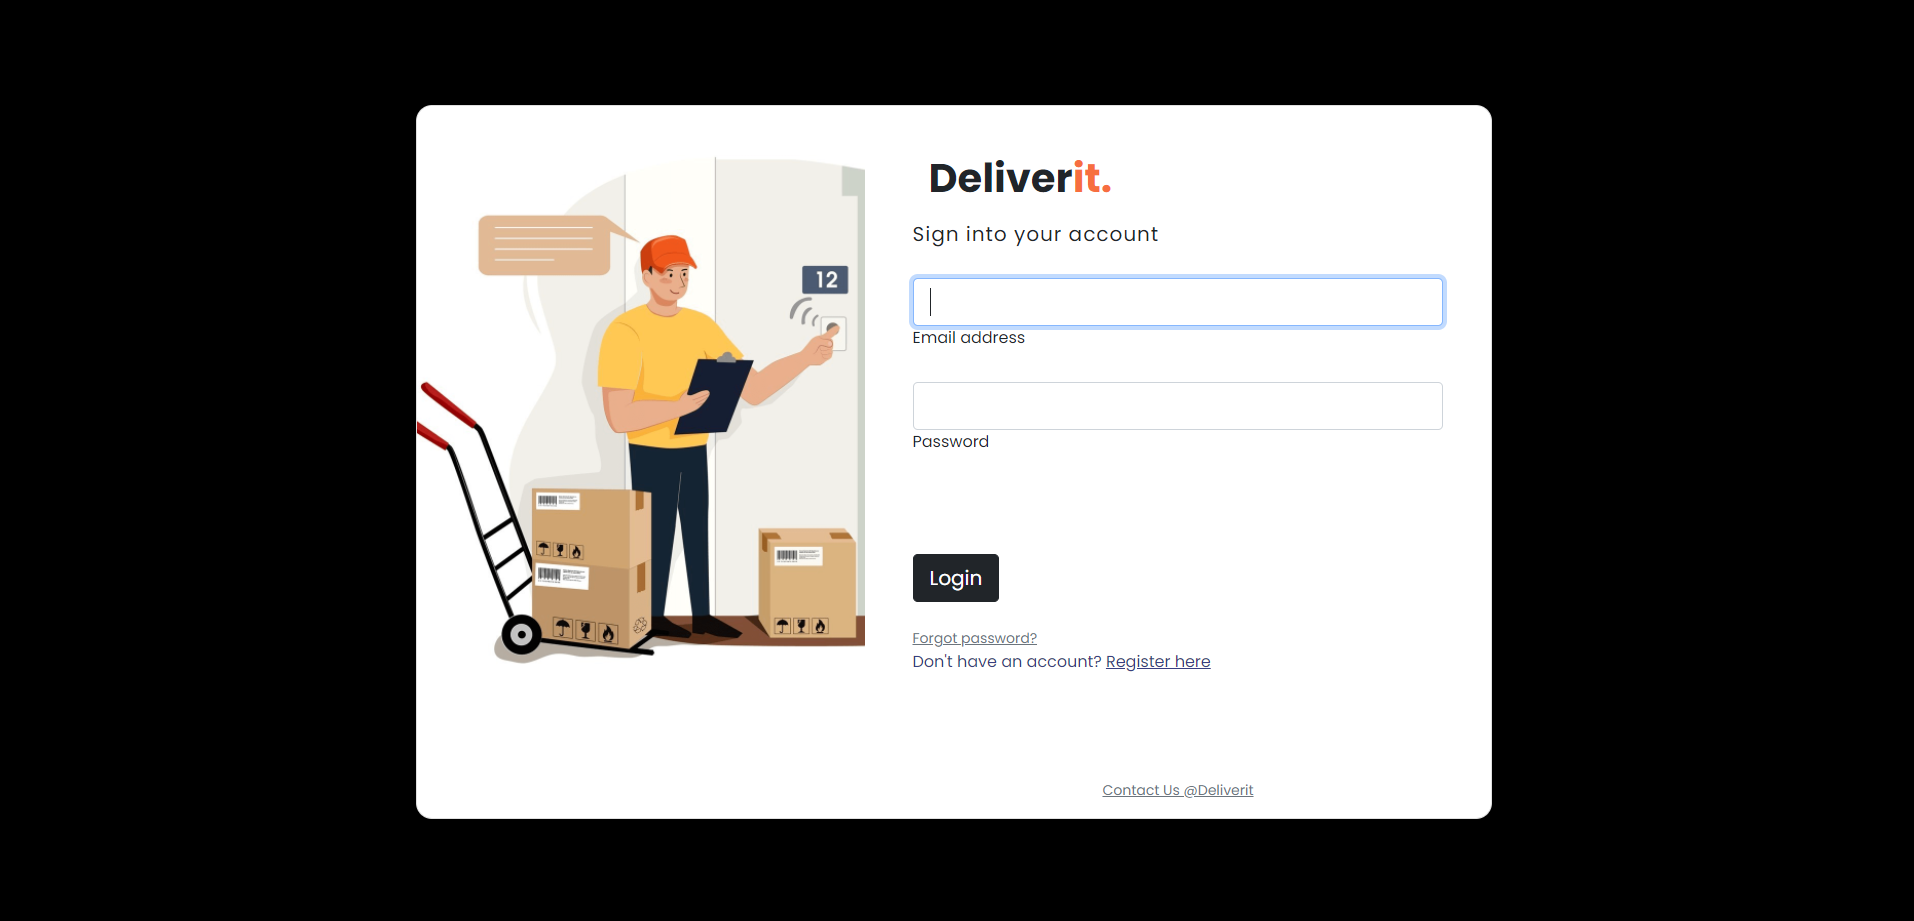 Deliverit.
Sign into your account
12
Email address
Password
Login
Forgot password?
Don't have an account? Register here
Contact Us @Deliverit